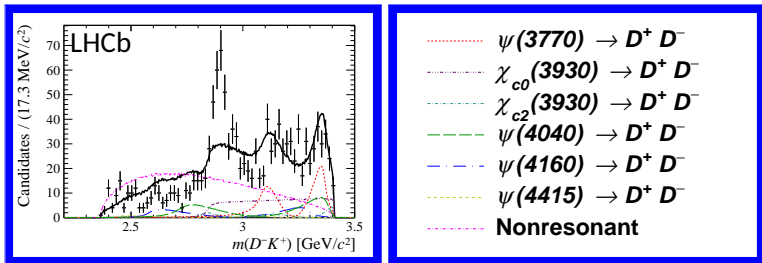 LHCb
Candidates / (17.3 MeV/c²)
70
60
50
40
30
20
10
0
2.5 3 3.5
m(D⁻K⁺) [GeV/c²]
ψ(3770) → D⁺ D⁻
χc0(3930) → D⁺ D⁻
χc2(3930) → D⁺ D⁻
ψ(4040) → D⁺ D⁻
ψ(4160) → D⁺ D⁻
ψ(4415) → D⁺ D⁻
Nonresonant